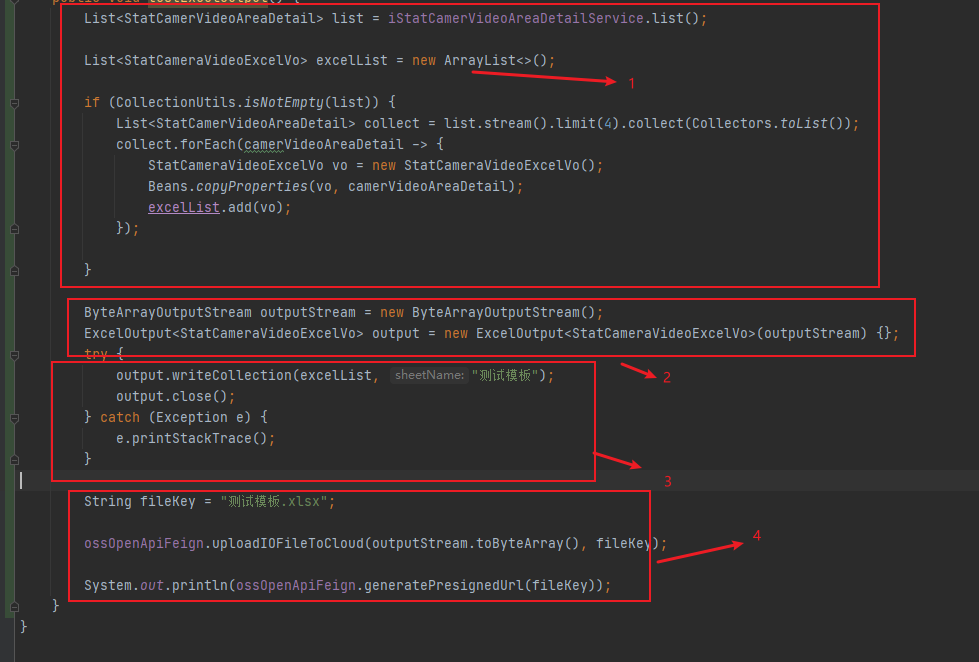 List<StatCamerVideoAreaDetail> list = iStatCamerVideoAreaDetailService.list();
List<StatCameraVideoExcelVo> excelList = new ArrayList<>();
1
if (CollectionUtils.isNotEmpty(list)) {
List<StatCamerVideoAreaDetail> collect = list.stream().limit(4).collect(Collectors.toList());
collect.forEach(camerVideoAreaDetail -> {
StatCameraVideoExcelVo vo = new StatCameraVideoExcelVo();
Beans.copyProperties(vo, camerVideoAreaDetail);
excelList.add(vo);
});
}
ByteArrayOutputStream outputStream = new ByteArrayOutputStream();
ExcelOutput<StatCameraVideoExcelVo> output = new ExcelOutput<StatCameraVideoExcelVo>(outputStream) {};
try {
output.writeCollection(excelList, sheetName: "测试模板");
2
output.close();
} catch (Exception e) {
e.printStackTrace();
}
3
String fileKey = "测试模板.xlsx";
ossOpenApiFeign.uploadIOFileToCloud(outputStream.toByteArray(), fileKey);
4
System.out.println(ossOpenApiFeign.generatePresignedUrl(fileKey));
}
}